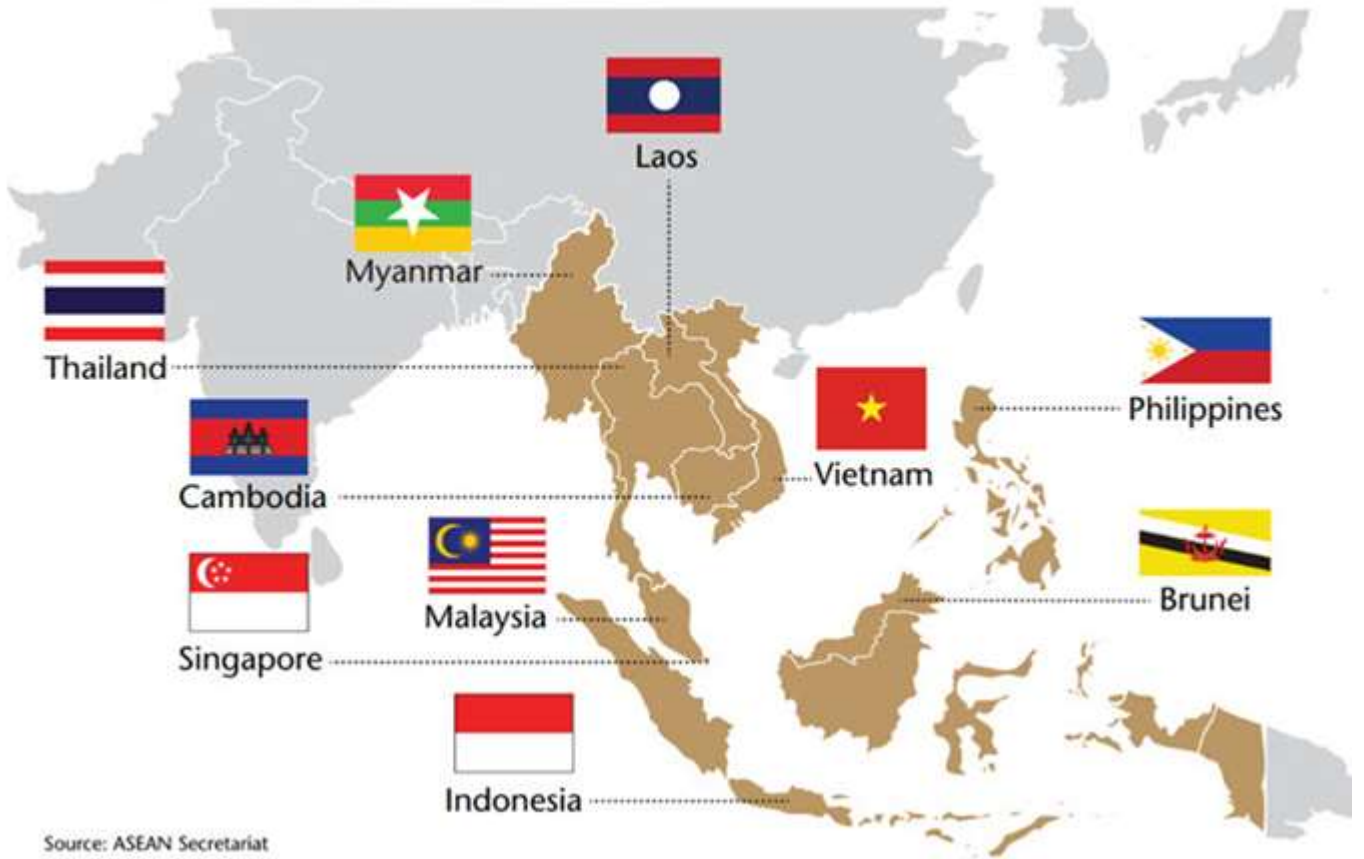 Laos
Myanmar
Thailand
Philippines
Vietnam
Cambodia
Brunei
Malaysia
Singapore
Indonesia
Source: ASEAN Secretariat